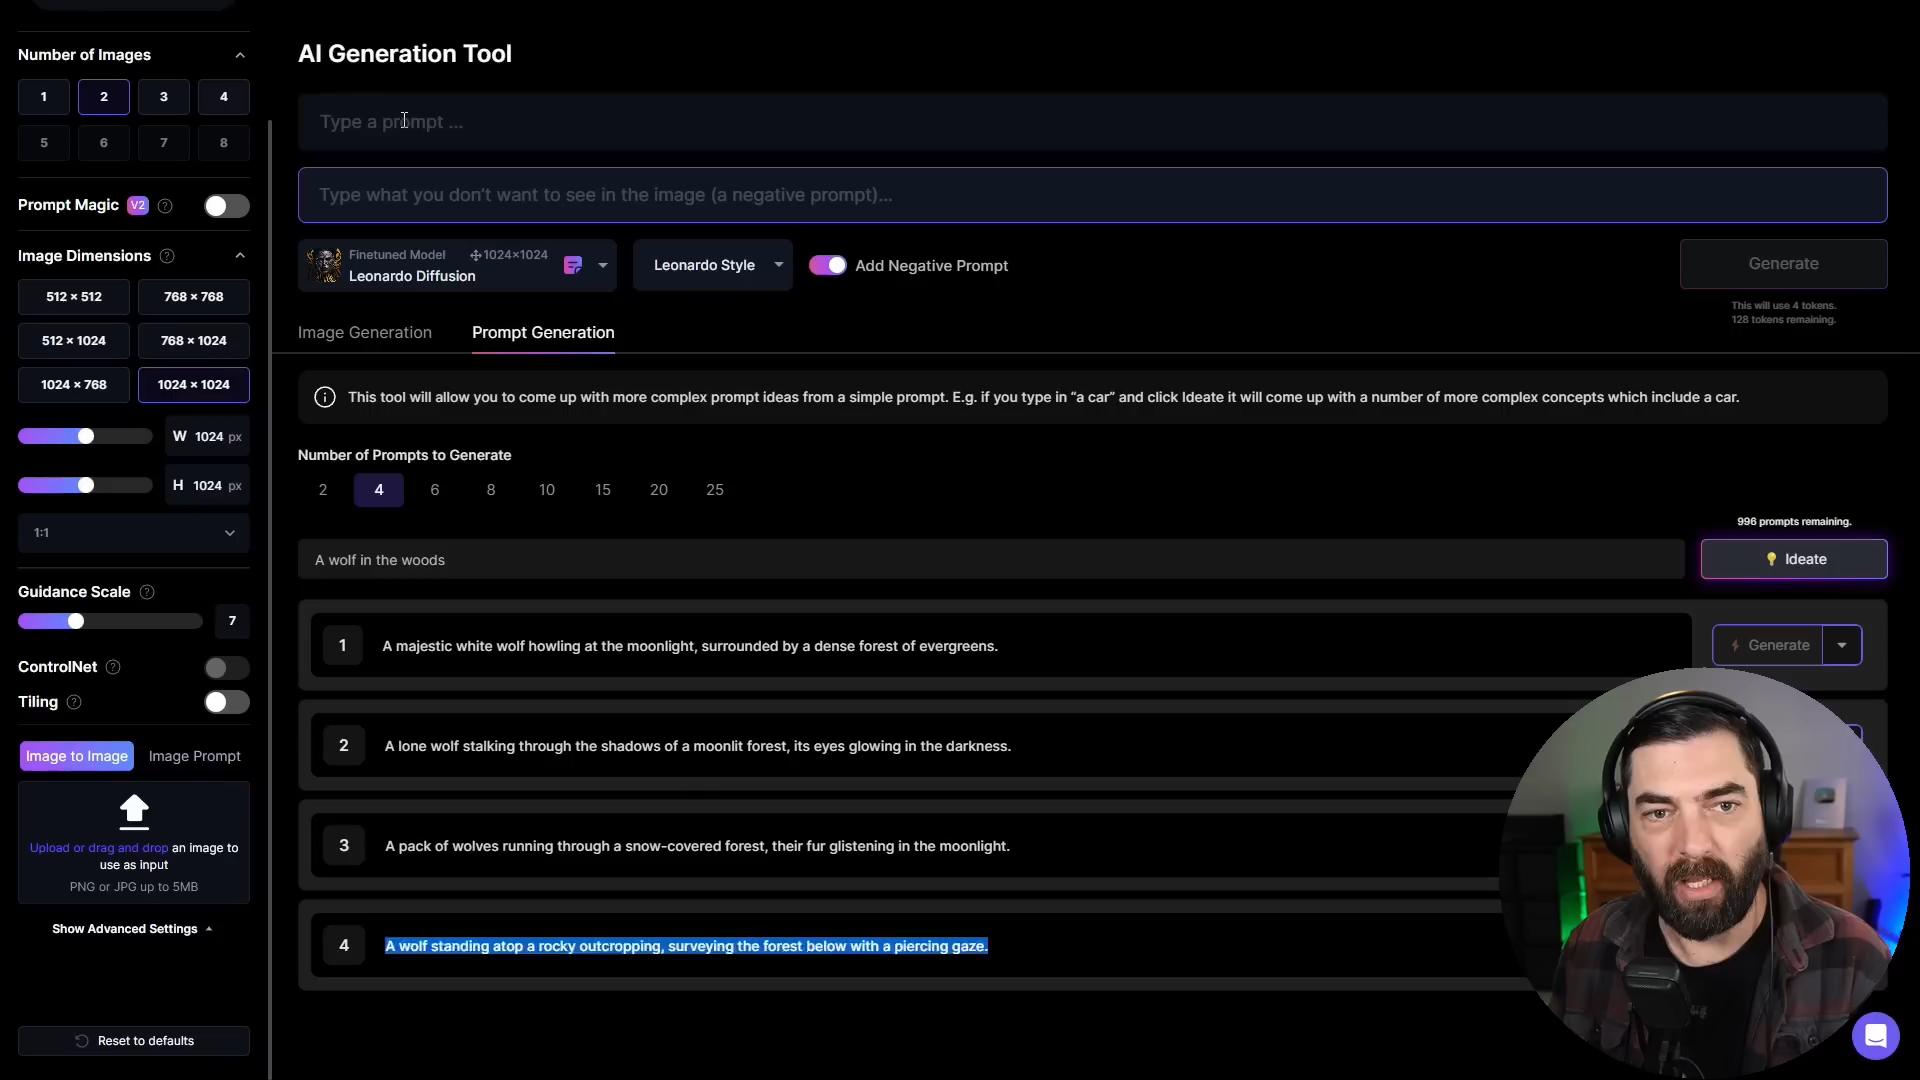 Number of Images
1 2 3 4
5 6 7 8
Prompt Magic V2 ?
Image Dimensions ?
512 × 512 768 × 768
512 × 1024 768 × 1024
1024 × 768 1024 × 1024
W 1024 px
H 1024 px
1:1
Guidance Scale ?
7
ControlNet ?
Tiling ?
Image to Image Image Prompt
Upload or drag and drop an image to
use as input
PNG or JPG up to 5MB
Show Advanced Settings
Reset to defaults
AI Generation Tool
Type a prompt ...
Type what you don't want to see in the image (a negative prompt)...
Finetuned Model 1024×1024
Leonardo Diffusion
Leonardo Style
Add Negative Prompt
Generate
This will use 4 tokens.
128 tokens remaining.
Image Generation Prompt Generation
This tool will allow you to come up with more complex prompt ideas from a simple prompt. E.g. if you type in "a car" and click Ideate it will come up with a number of more complex concepts which include a car.
Number of Prompts to Generate
2 4 6 8 10 15 20 25
996 prompts remaining.
A wolf in the woods
Ideate
1 A majestic white wolf howling at the moonlight, surrounded by a dense forest of evergreens.
Generate
2 A lone wolf stalking through the shadows of a moonlit forest, its eyes glowing in the darkness.
3 A pack of wolves running through a snow-covered forest, their fur glistening in the moonlight.
4 A wolf standing atop a rocky outcropping, surveying the forest below with a piercing gaze.